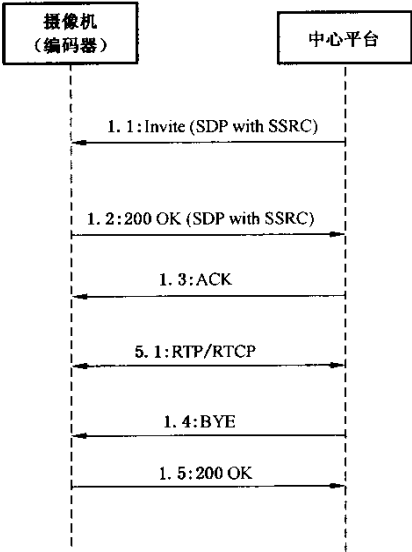 摄像机
（编码器）
中心平台
1. 1:Invite (SDP with SSRC)
1. 2:200 OK (SDP with SSRC)
1. 3:ACK
5. 1:RTP/RTCP
1. 4:BYE
1. 5:200 OK